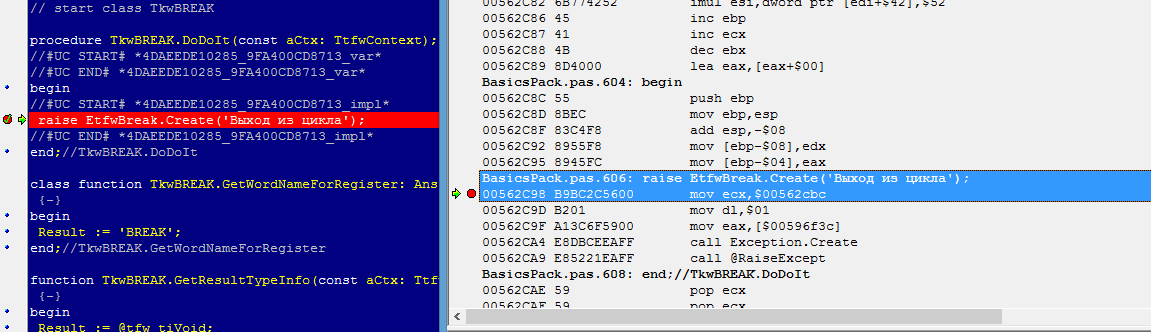 // start class TkwBREAK
procedure TkwBREAK.DoDoIt(const aCtx: TtfwContext);
//#UC START# *4DAEEDE10285_9FA400CD8713_var*
//#UC END# *4DAEEDE10285_9FA400CD8713_var*
begin
//#UC START# *4DAEEDE10285_9FA400CD8713_impl*
raise EtfwBreak.Create('Выход из цикла');
//#UC END# *4DAEEDE10285_9FA400CD8713_impl*
end;//TkwBREAK.DoDoIt
class function TkwBREAK.GetWordNameForRegister: Ans
{-}
begin
Result := 'BREAK';
end;//TkwBREAK.GetWordNameForRegister
function TkwBREAK.GetResultTypeInfo(const aCtx: Ttf
{-}
begin
Result := @tfw_tiVoid;
00562C82 6B774252 imul esi,dword ptr [edi+$42],$52
00562C86 45 inc ebp
00562C87 41 inc ecx
00562C88 4B dec ebx
00562C89 8D4000 lea eax,[eax+$00]
BasicsPack.pas.604: begin
00562C8C 55 push ebp
00562C8D 8BEC mov ebp,esp
00562C8F 83C4F8 add esp,-$08
00562C92 8955F8 mov [ebp-$08],edx
00562C95 8945FC mov [ebp-$04],eax
BasicsPack.pas.606: raise EtfwBreak.Create('Выход из цикла');
00562C98 B9BC2C5600 mov ecx,$00562cbc
00562C9D B201 mov dl,$01
00562C9F A13C6F5900 mov eax,[$00596f3c]
00562CA4 E8DBCEEAFF call Exception.Create
00562CA9 E85221EAFF call @RaiseExcept
BasicsPack.pas.608: end;//TkwBREAK.DoDoIt
00562CAE 59 pop ecx
00562CAF 59 pop ecx